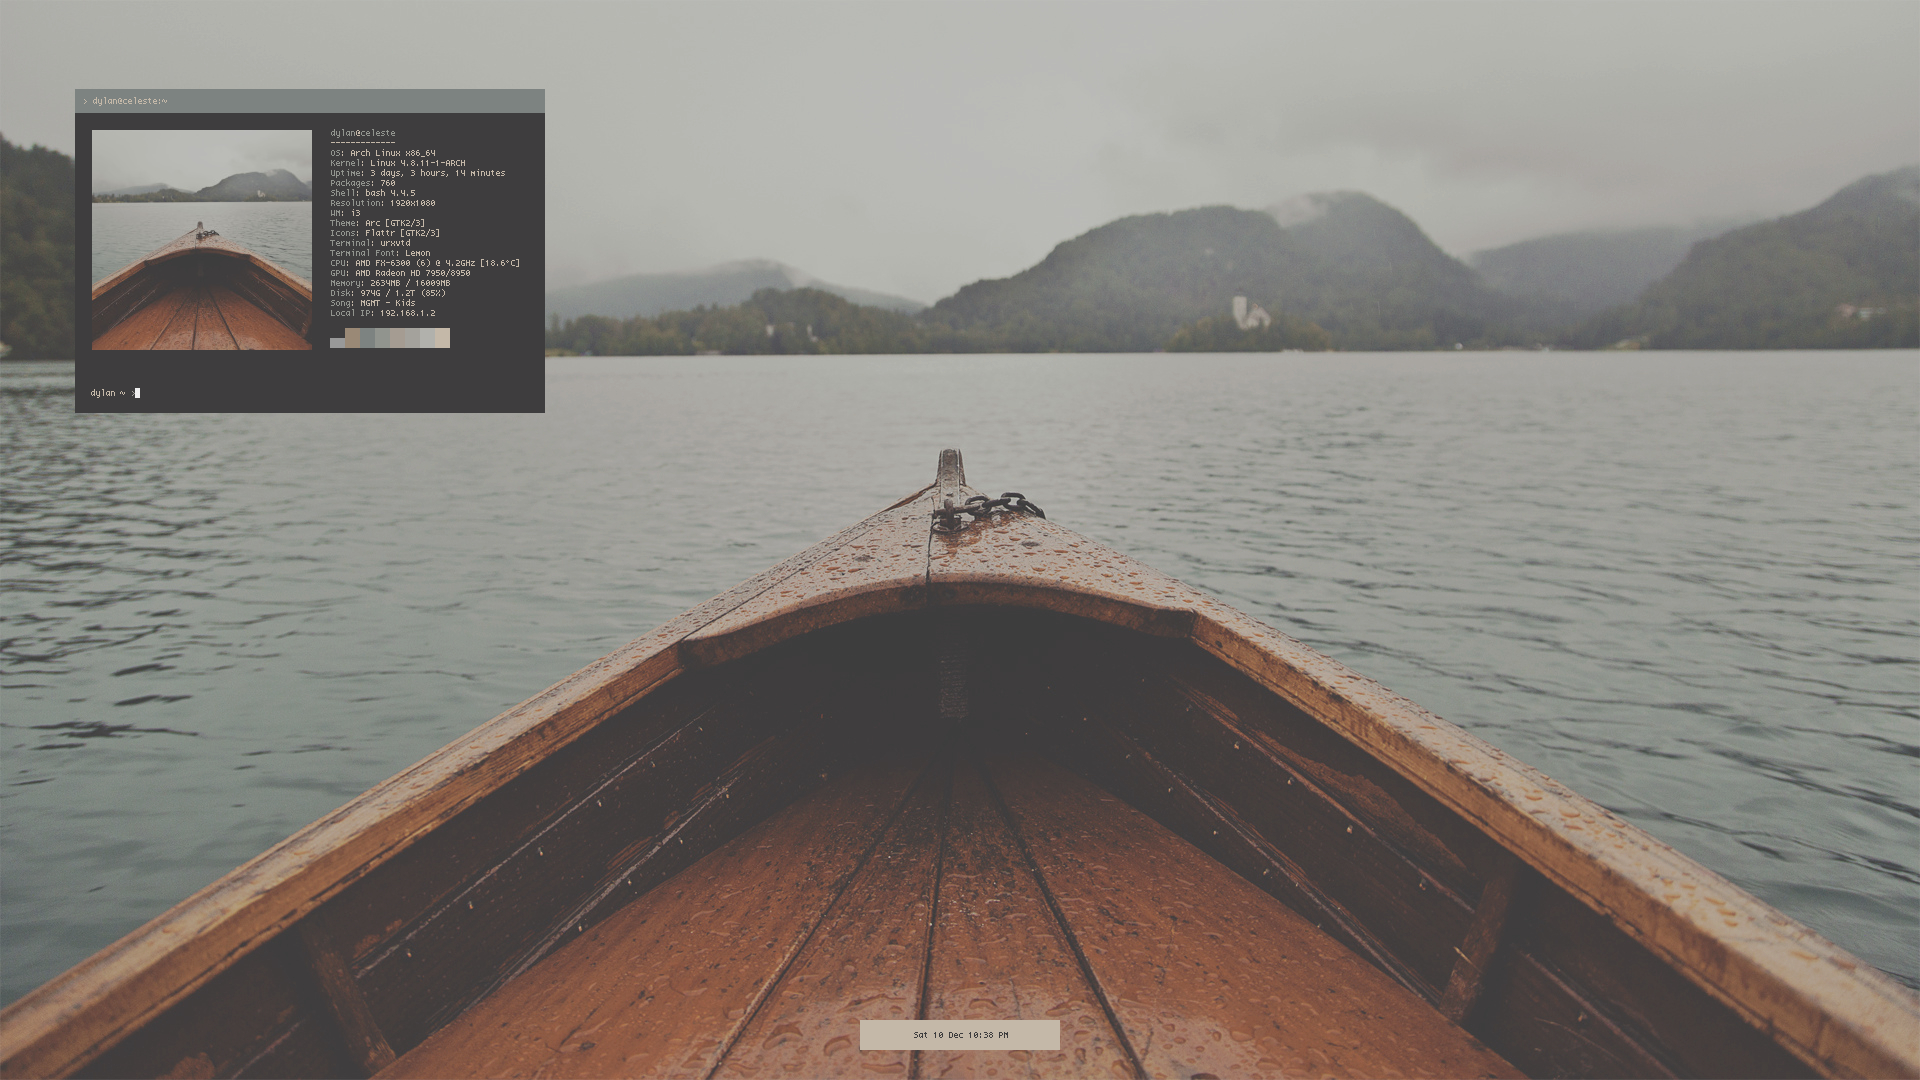 > dylan@celeste:~
dylan@celeste
-------------
OS: Arch Linux x86_64
Kernel: Linux 4.8.11-1-ARCH
Uptime: 3 days, 3 hours, 14 minutes
Packages: 760
Shell: bash 4.4.5
Resolution: 1920x1080
WM: i3
Theme: Arc [GTK2/3]
Icons: Flattr [GTK2/3]
Terminal: urxvtd
Terminal Font: Lemon
CPU: AMD FX-6300 (6) @ 4.2GHz [18.6°C]
GPU: AMD Radeon HD 7950/8950
Memory: 2634MB / 16009MB
Disk: 974G / 1.2T (85%)
Song: MGMT - Kids
Local IP: 192.168.1.2
dylan ~ >
Sat 10 Dec 10:38 PM